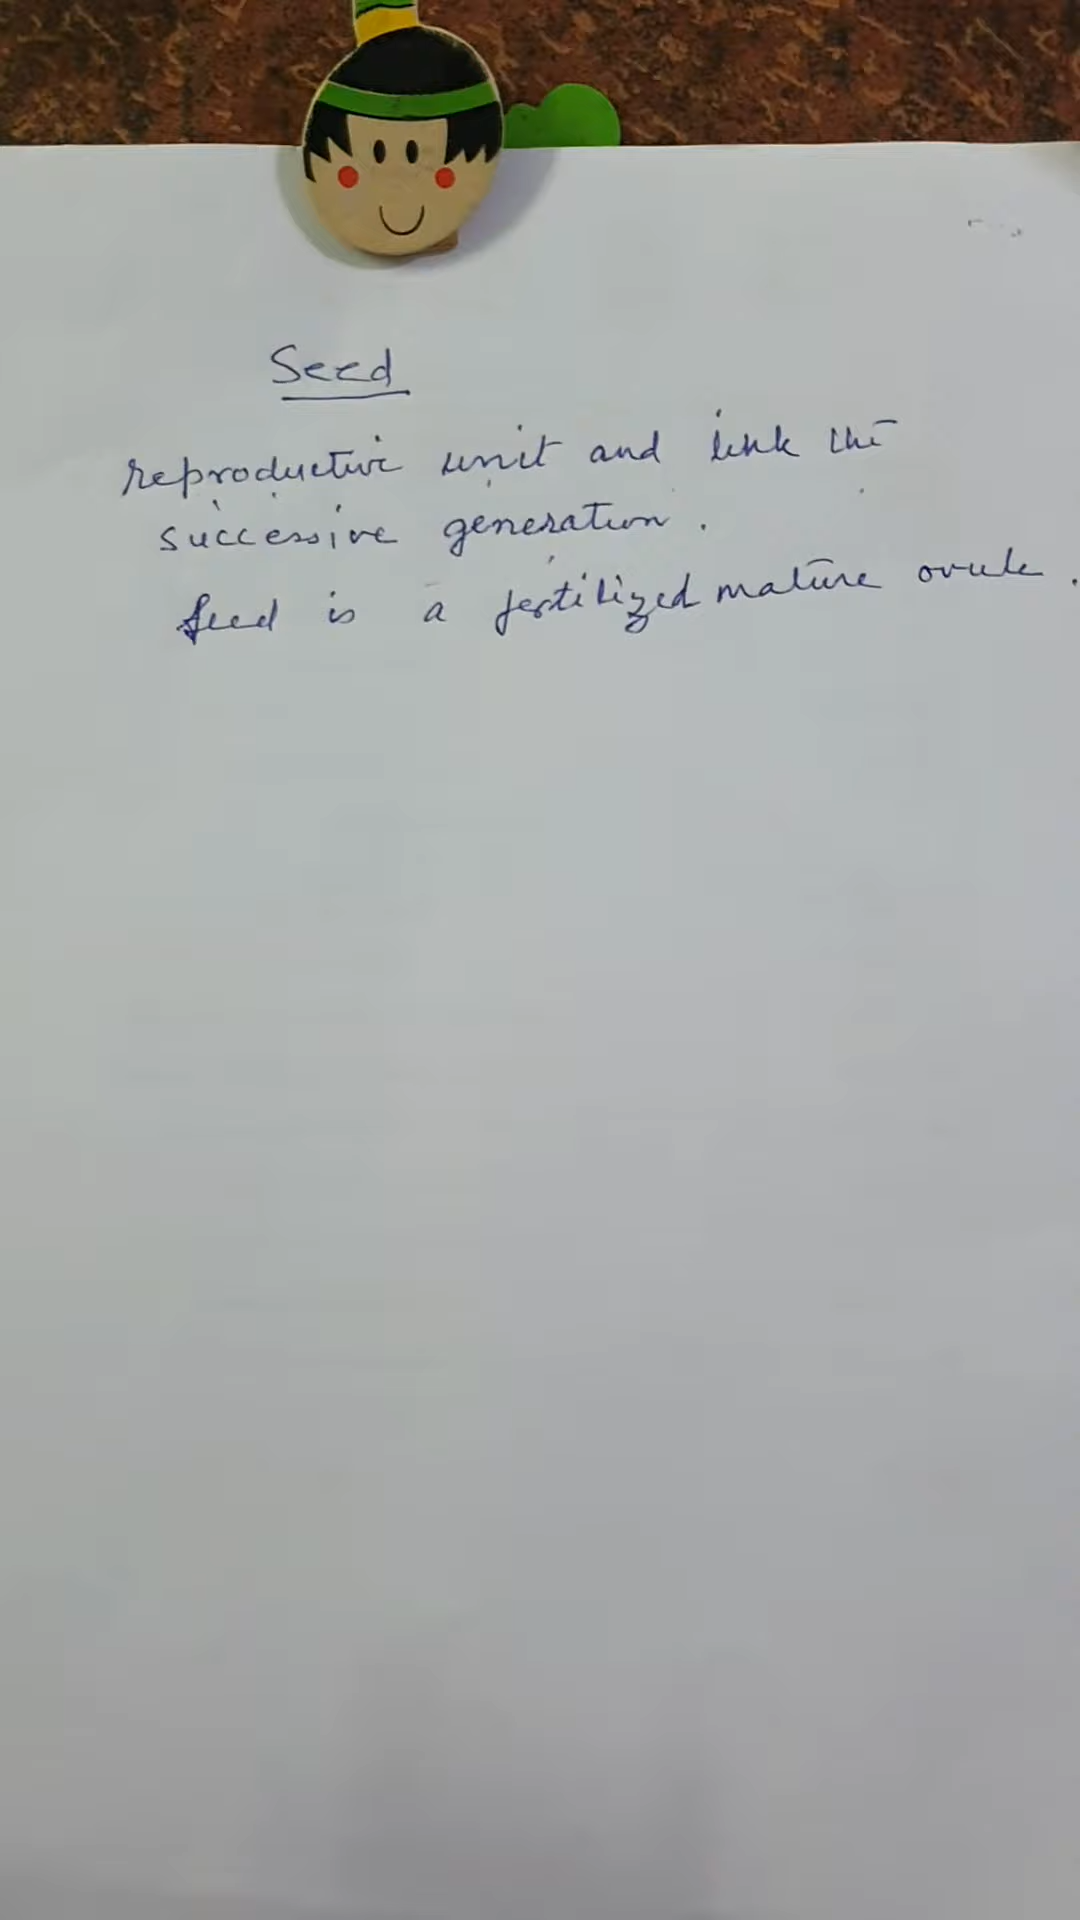 Seed
reproductive unit and link the
successive generation.
Seed is a fertilized mature ovule.